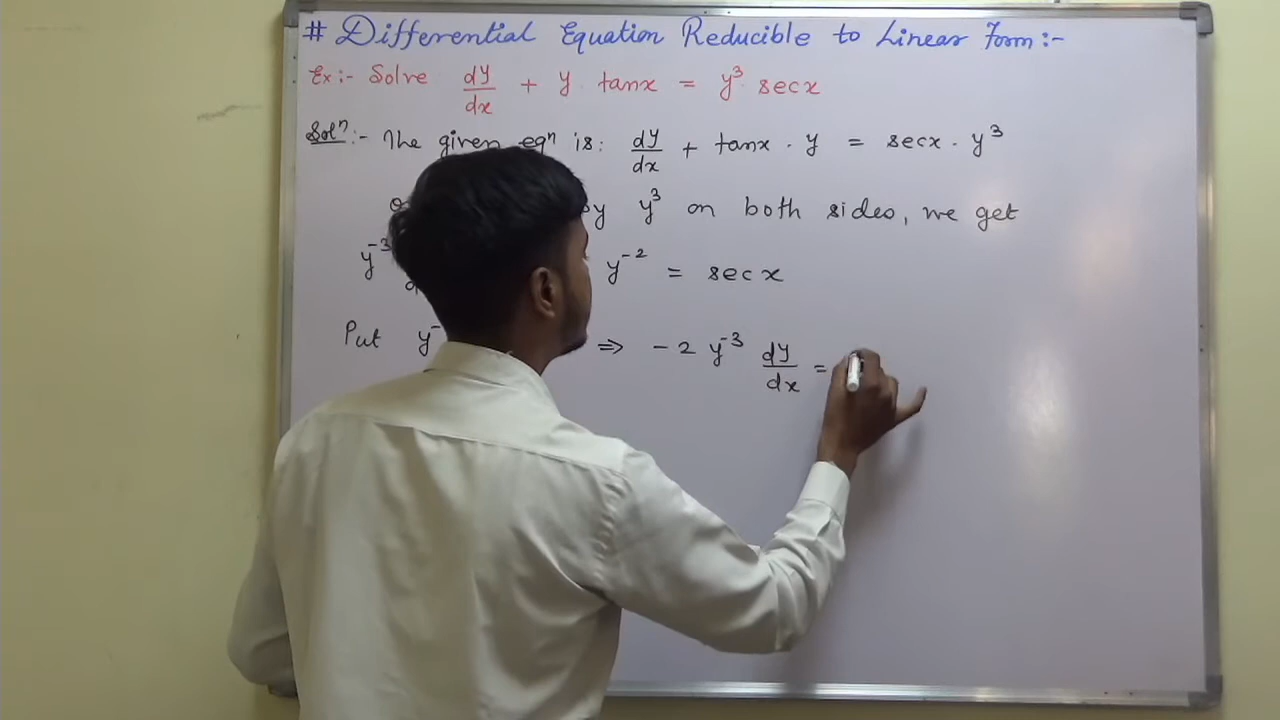 # Differential Equation Reducible to Linear Form:-
Ex:- Solve dy/dx + y · tanx = y³ · secx
Solⁿ:- The given eqⁿ is: dy/dx + tanx · y = secx · y³
y³ on both sides, we get
y⁻³ y⁻² = sec x
Put y ⇒ -2 y⁻³ dy/dx =